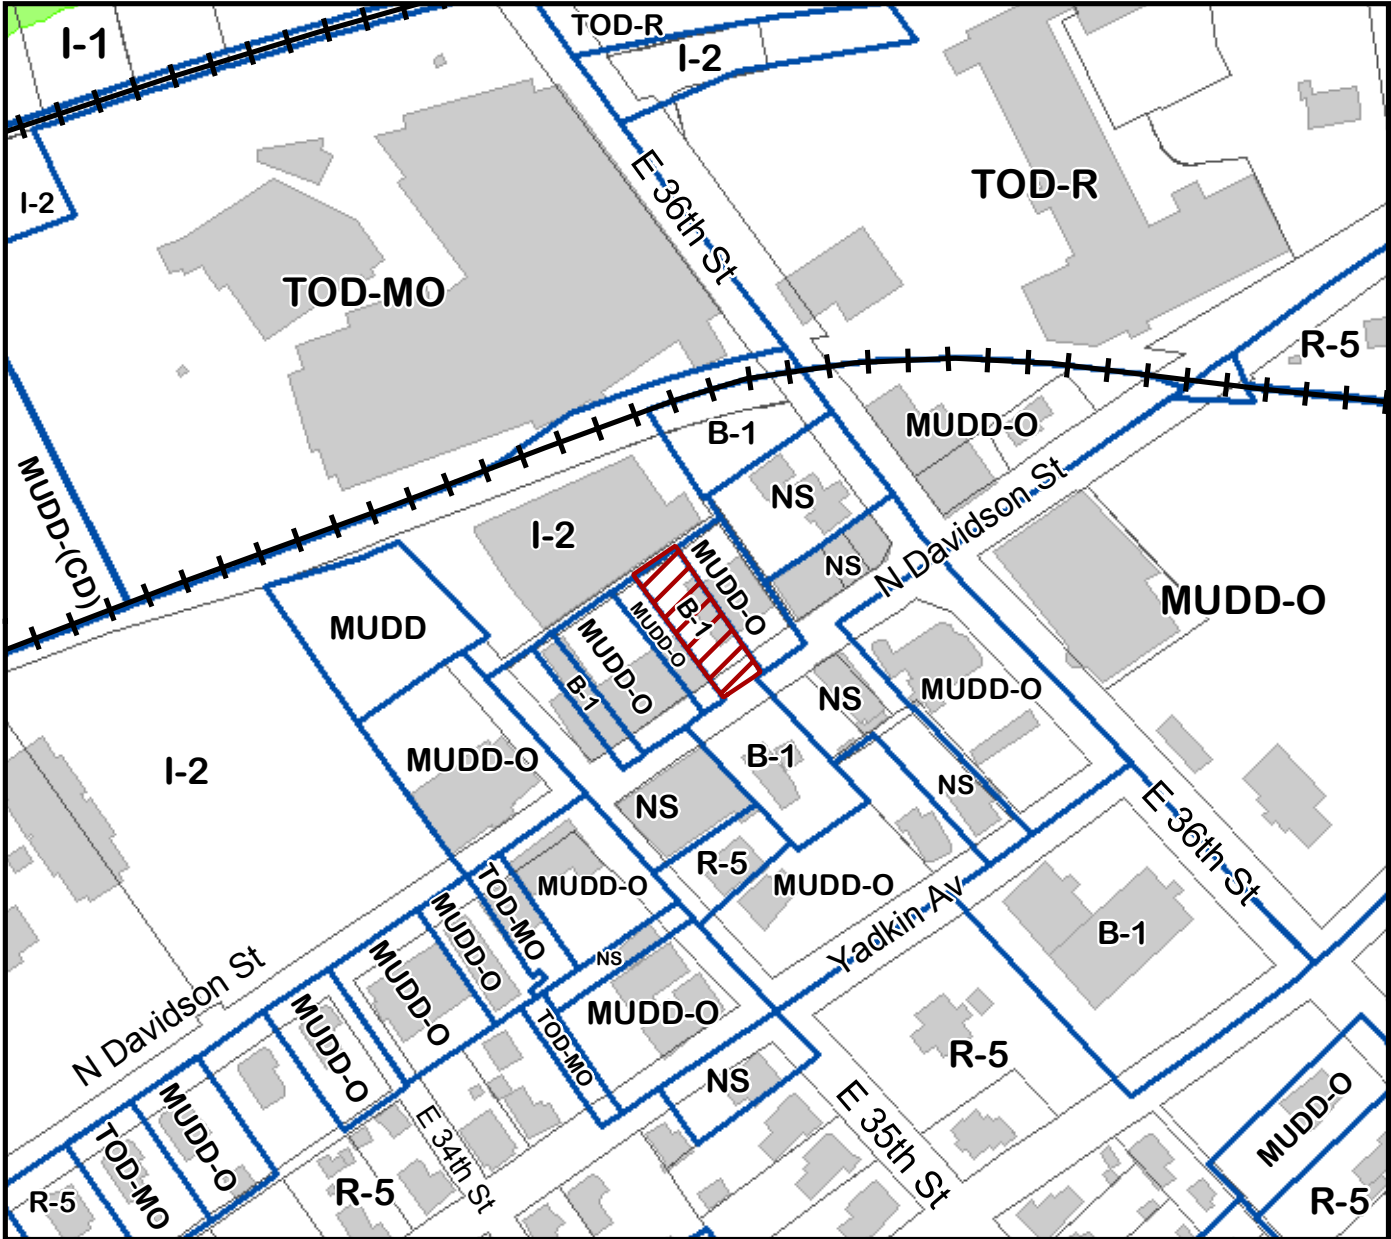 TOD-R
I-1
I-2
E 36th St
TOD-R
I-2
TOD-MO
R-5
B-1
MUDD-O
MUDD-(CD)
NS
I-2
NS
N Davidson St
MUDD-O
B-1
MUDD-O
MUDD
MUDD-O
MUDD-O
B-1
MUDD-O
NS
MUDD-O
B-1
I-2
NS
NS
E 36th St
R-5
MUDD-O
MUDD-O
TOD-MO
MUDD-O
Yadkin Av
B-1
MUDD-O
NS
N Davidson St
MUDD-O
MUDD-O
TOD-MO
R-5
NS
MUDD-O
E 35th St
MUDD-O
E 34th St
TOD-MO
R-5
R-5
R-5